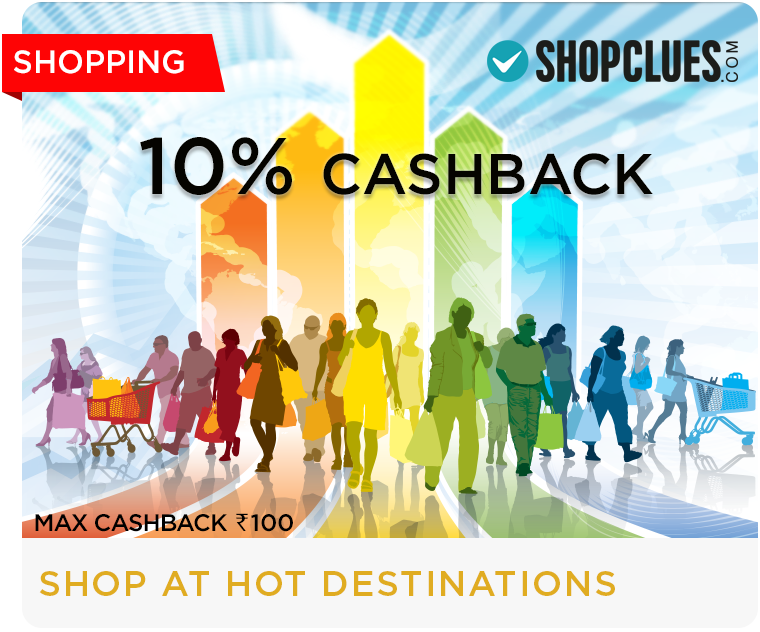 SHOPPING
SHOPCLUES.COM
10% CASHBACK
MAX CASHBACK ₹100
SHOP AT HOT DESTINATIONS